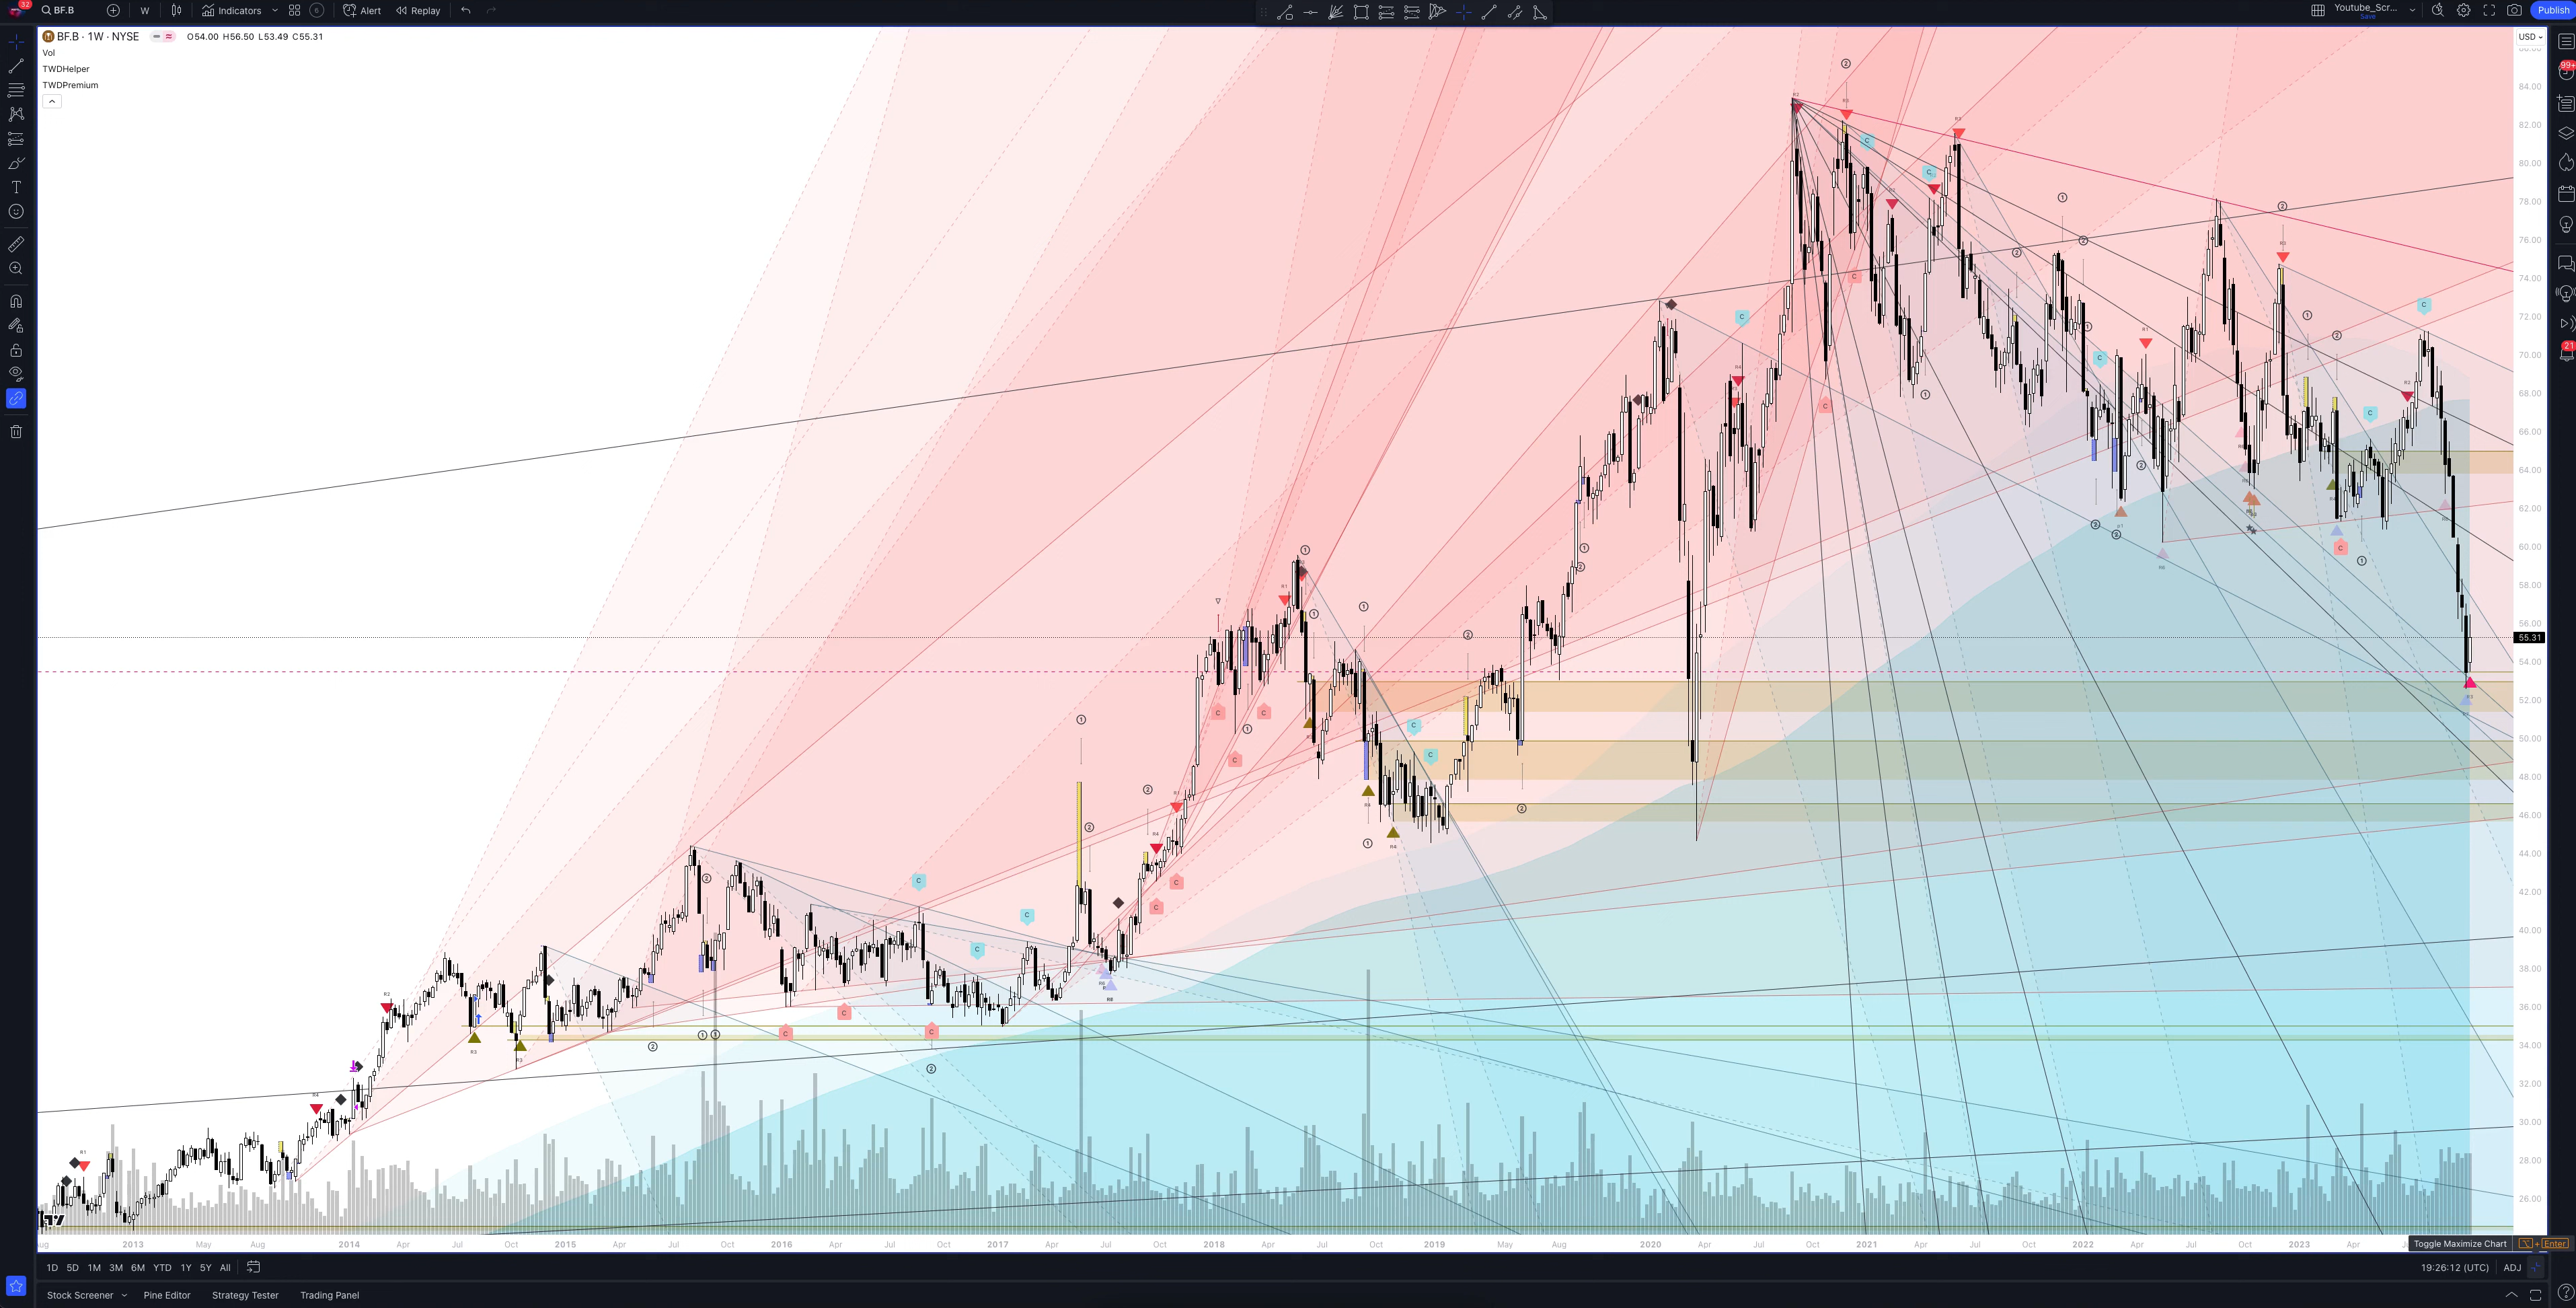 32
BF.B
W
Indicators
6
Alert
Replay
Youtube_Scr...
Save
Publish
BF.B · 1W · NYSE
O54.00 H56.50 L53.49 C55.31
Vol
TWDHelper
TWDPremium
USD
99+
21
84.00
82.00
80.00
78.00
76.00
74.00
72.00
70.00
68.00
66.00
64.00
62.00
60.00
58.00
56.00
55.31
54.00
52.00
50.00
48.00
46.00
44.00
42.00
40.00
38.00
36.00
34.00
32.00
30.00
28.00
26.00
2013 May Aug 2014 Apr Jul Oct 2015 Apr Jul Oct 2016 Apr Jul Oct 2017 Apr Jul Oct 2018 Apr Jul Oct 2019 May Aug 2020 Apr Jul Oct 2021 Apr Jul Oct 2022 Apr Jul Oct 2023 Apr
Toggle Maximize Chart ⌥ + Enter
1D 5D 1M 3M 6M YTD 1Y 5Y All
19:26:12 (UTC) ADJ
Stock Screener Pine Editor Strategy Tester Trading Panel